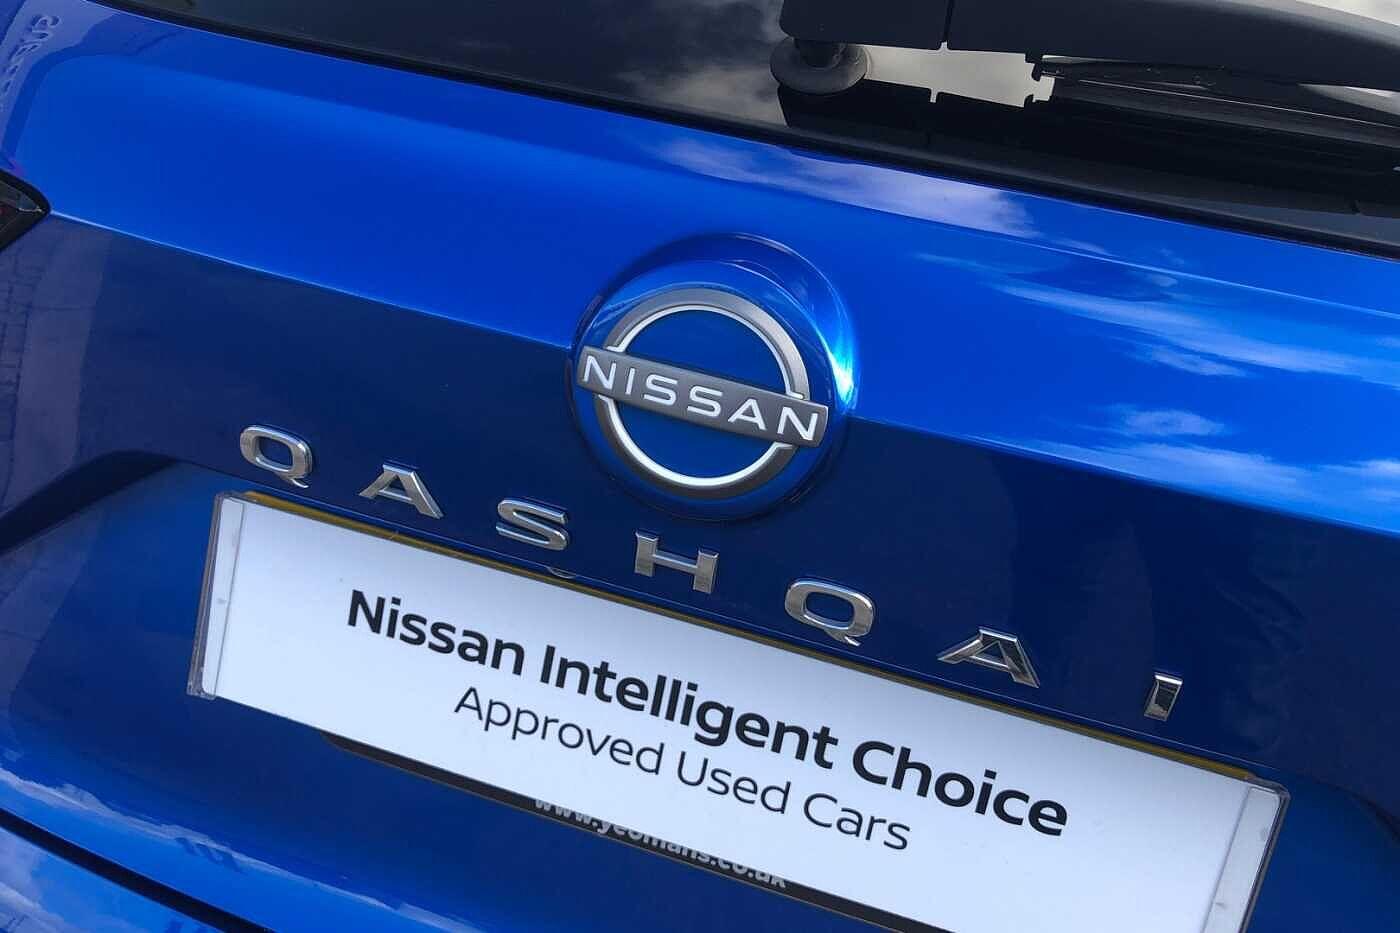 NISSAN
QASHQAI
Nissan Intelligent Choice
Approved Used Cars
www.yeomans.co.uk